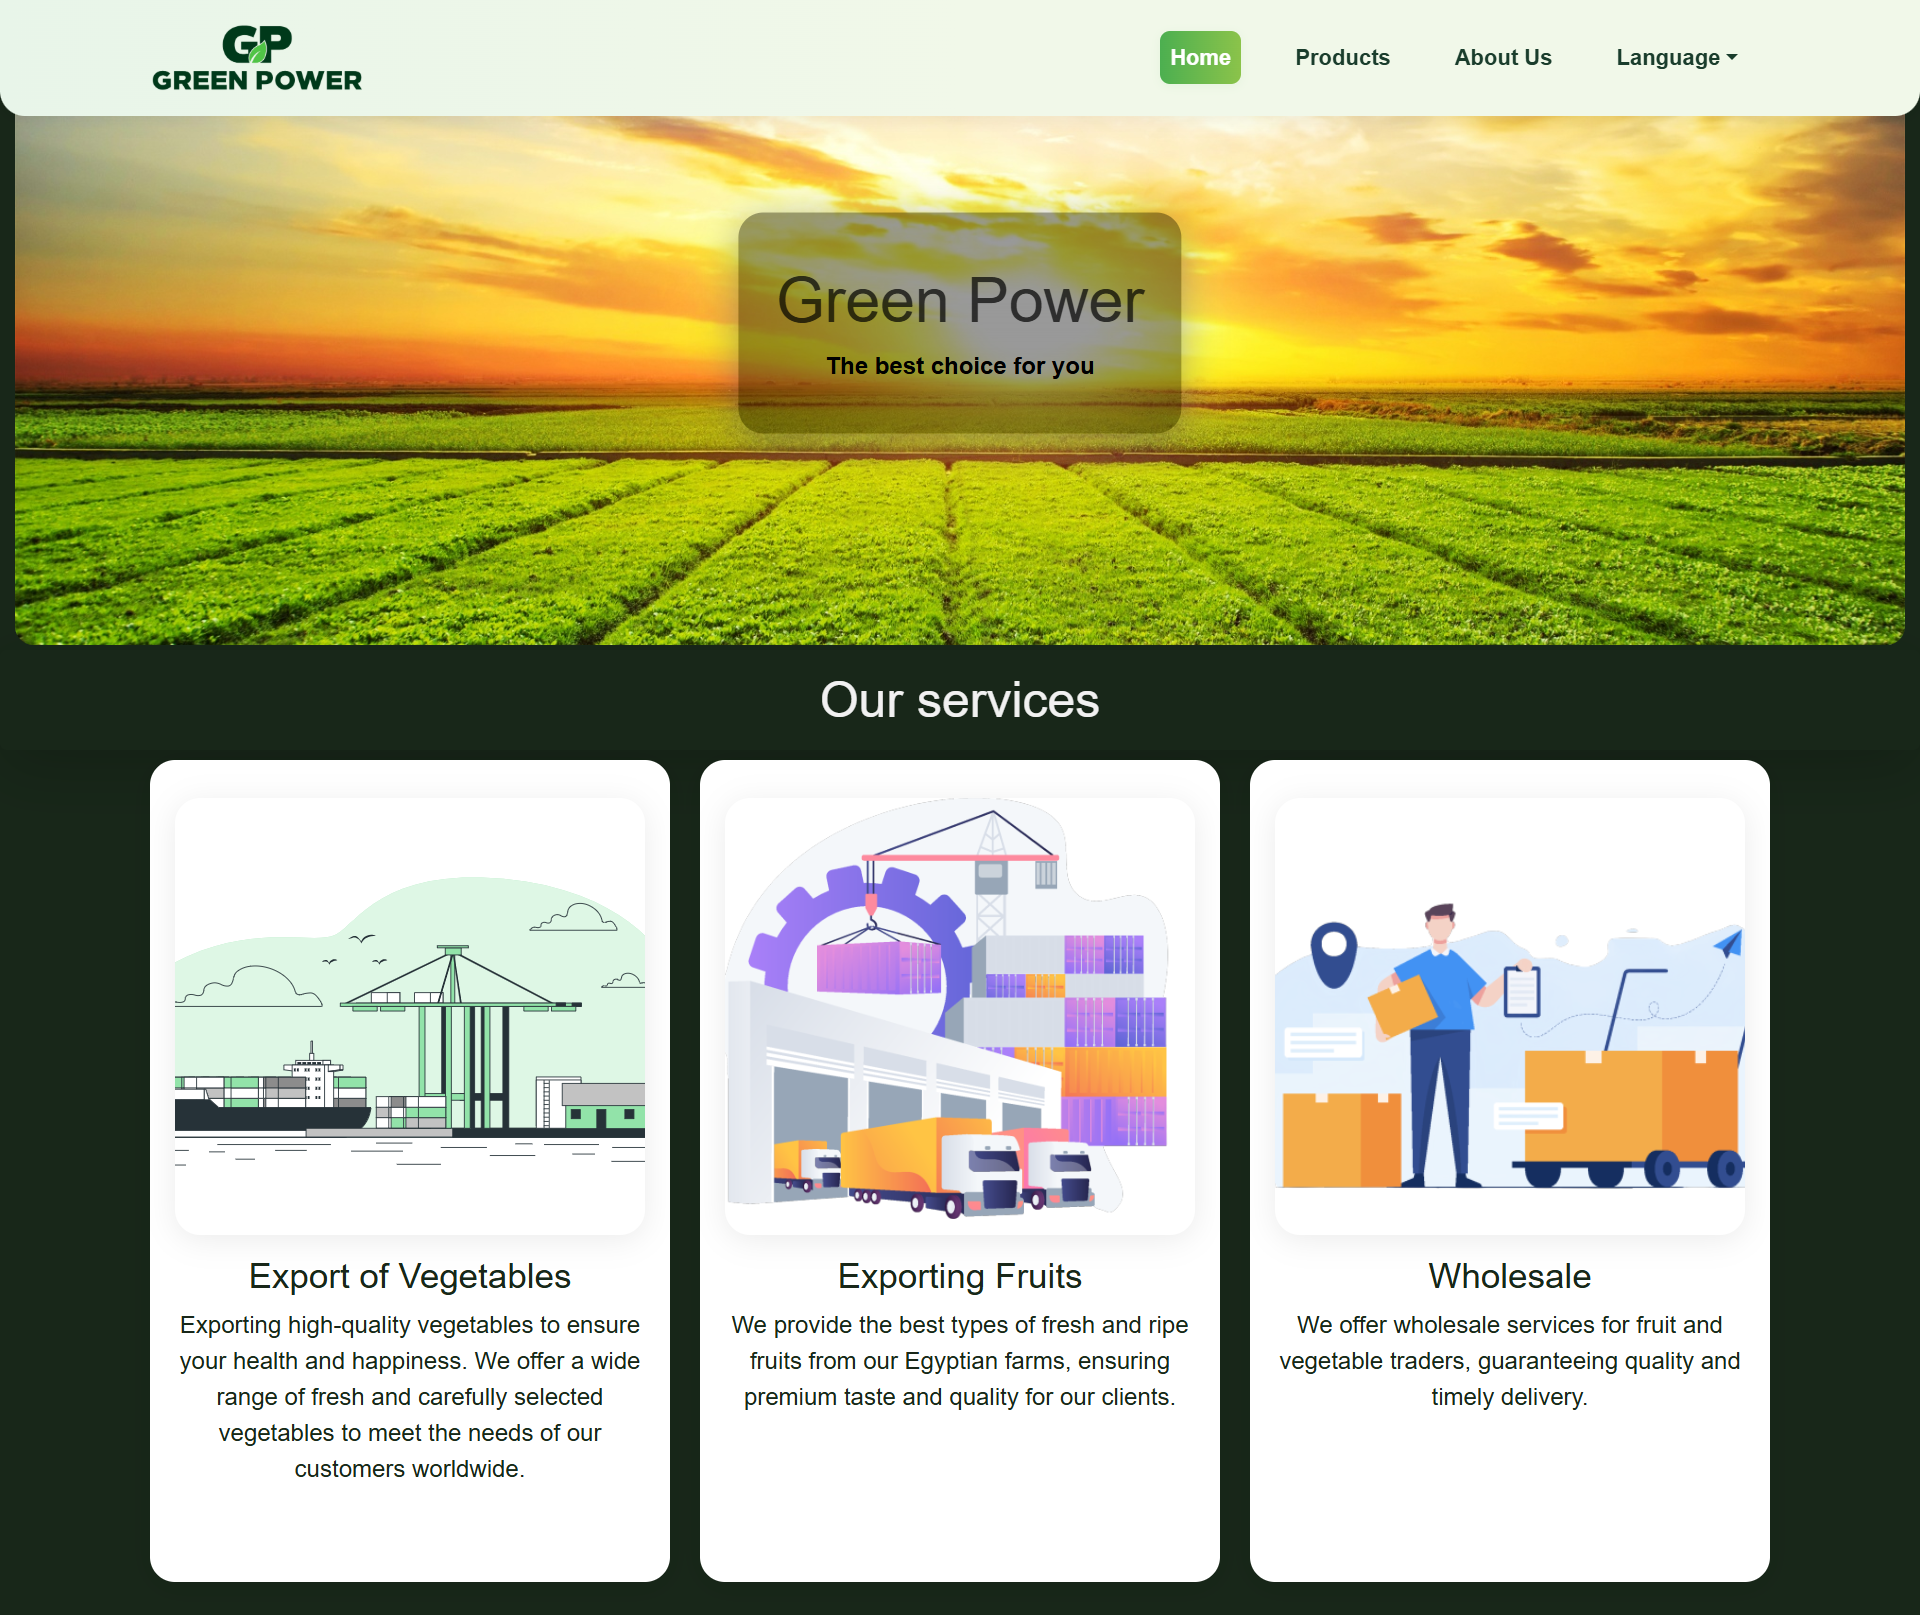 GP
GREEN POWER
Home
Products
About Us
Language
Green Power
The best choice for you
Our services
Export of Vegetables
Exporting high-quality vegetables to ensure
your health and happiness. We offer a wide
range of fresh and carefully selected
vegetables to meet the needs of our
customers worldwide.
Exporting Fruits
We provide the best types of fresh and ripe
fruits from our Egyptian farms, ensuring
premium taste and quality for our clients.
Wholesale
We offer wholesale services for fruit and
vegetable traders, guaranteeing quality and
timely delivery.